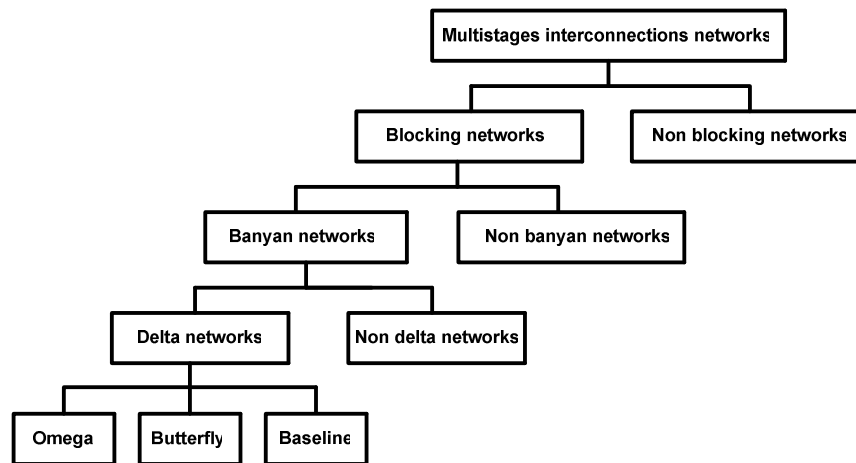 Multistages interconnections networks
Blocking networks
Non blocking networks
Banyan networks
Non banyan networks
Delta networks
Non delta networks
Omega
Butterfly
Baseline